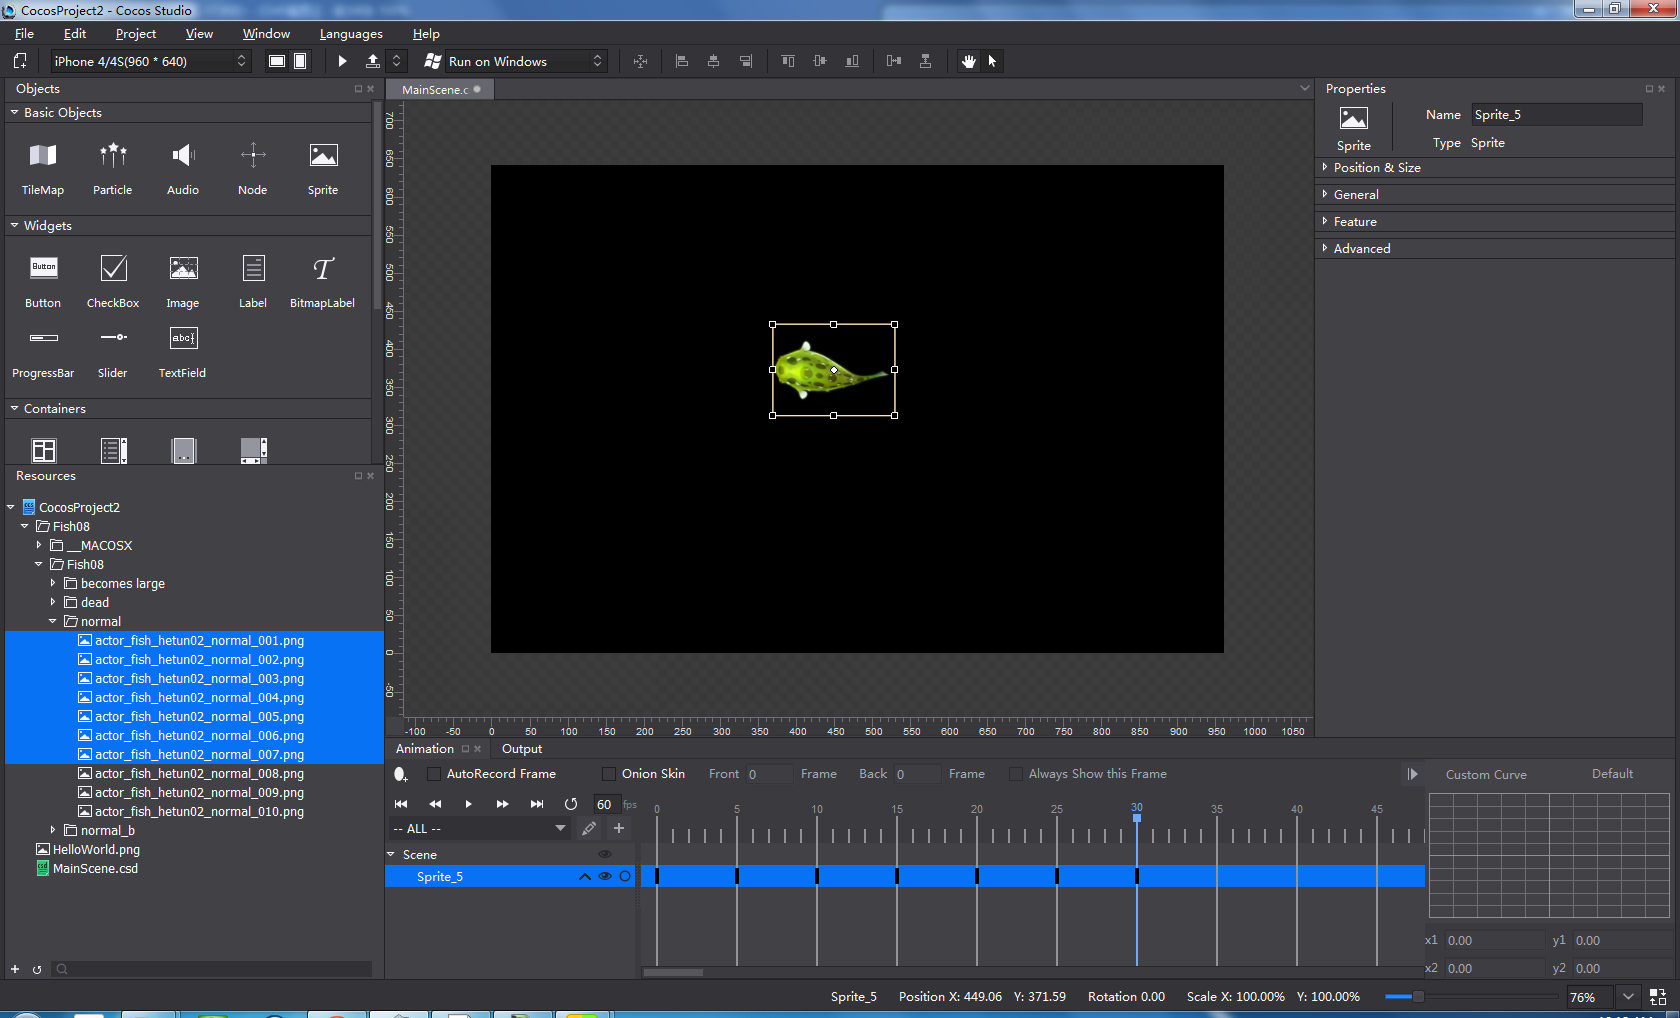 CocosProject2 - Cocos Studio
File Edit Project View Window Languages Help
iPhone 4/4S(960 * 640) Run on Windows
Objects
Basic Objects
TileMap Particle Audio Node Sprite
Widgets
Button
Button CheckBox Image Label BitmapLabel
abc
ProgressBar Slider TextField
Containers
Resources
CocosProject2
Fish08
__MACOSX
Fish08
becomes large
dead
normal
actor_fish_hetun02_normal_001.png
actor_fish_hetun02_normal_002.png
actor_fish_hetun02_normal_003.png
actor_fish_hetun02_normal_004.png
actor_fish_hetun02_normal_005.png
actor_fish_hetun02_normal_006.png
actor_fish_hetun02_normal_007.png
actor_fish_hetun02_normal_008.png
actor_fish_hetun02_normal_009.png
actor_fish_hetun02_normal_010.png
normal_b
HelloWorld.png
MainScene.csd
MainScene.c
700
650
600
550
500
450
400
350
300
250
200
150
100
50
0
-50
-100 -50 0 50 100 150 200 250 300 350 400 450 500 550 600 650 700 750 800 850 900 950 1000 1050
Properties
Sprite
Name Sprite_5
Type Sprite
Position & Size
General
Feature
Advanced
Animation Output
AutoRecord Frame Onion Skin Front 0 Frame Back 0 Frame Always Show this Frame
60 fps
0 5 10 15 20 25 30 35 40 45
-- ALL --
Scene
Sprite_5
Custom Curve Default
x1 0.00 y1 0.00
x2 0.00 y2 0.00
Sprite_5 Position X: 449.06 Y: 371.59 Rotation 0.00 Scale X: 100.00% Y: 100.00% 76%